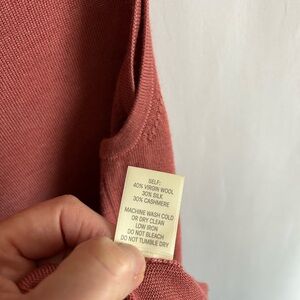 SELF:
40% VIRGIN WOOL
30% SILK
30% CASHMERE
MACHINE WASH COLD
OR DRY CLEAN
LOW IRON
DO NOT BLEACH
DO NOT TUMBLE DRY